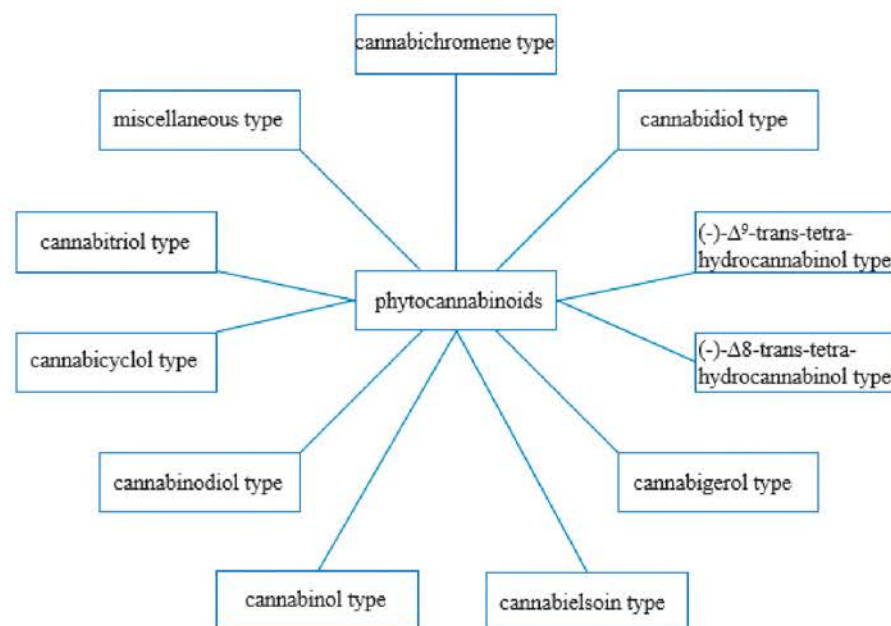 cannabichromene type
miscellaneous type
cannabidiol type
cannabitriol type
(-)-Δ⁹-trans-tetra-
hydrocannabinol type
phytocannabinoids
cannabicyclol type
(-)-Δ8-trans-tetra-
hydrocannabinol type
cannabinodiol type
cannabigerol type
cannabinol type
cannabielsoin type